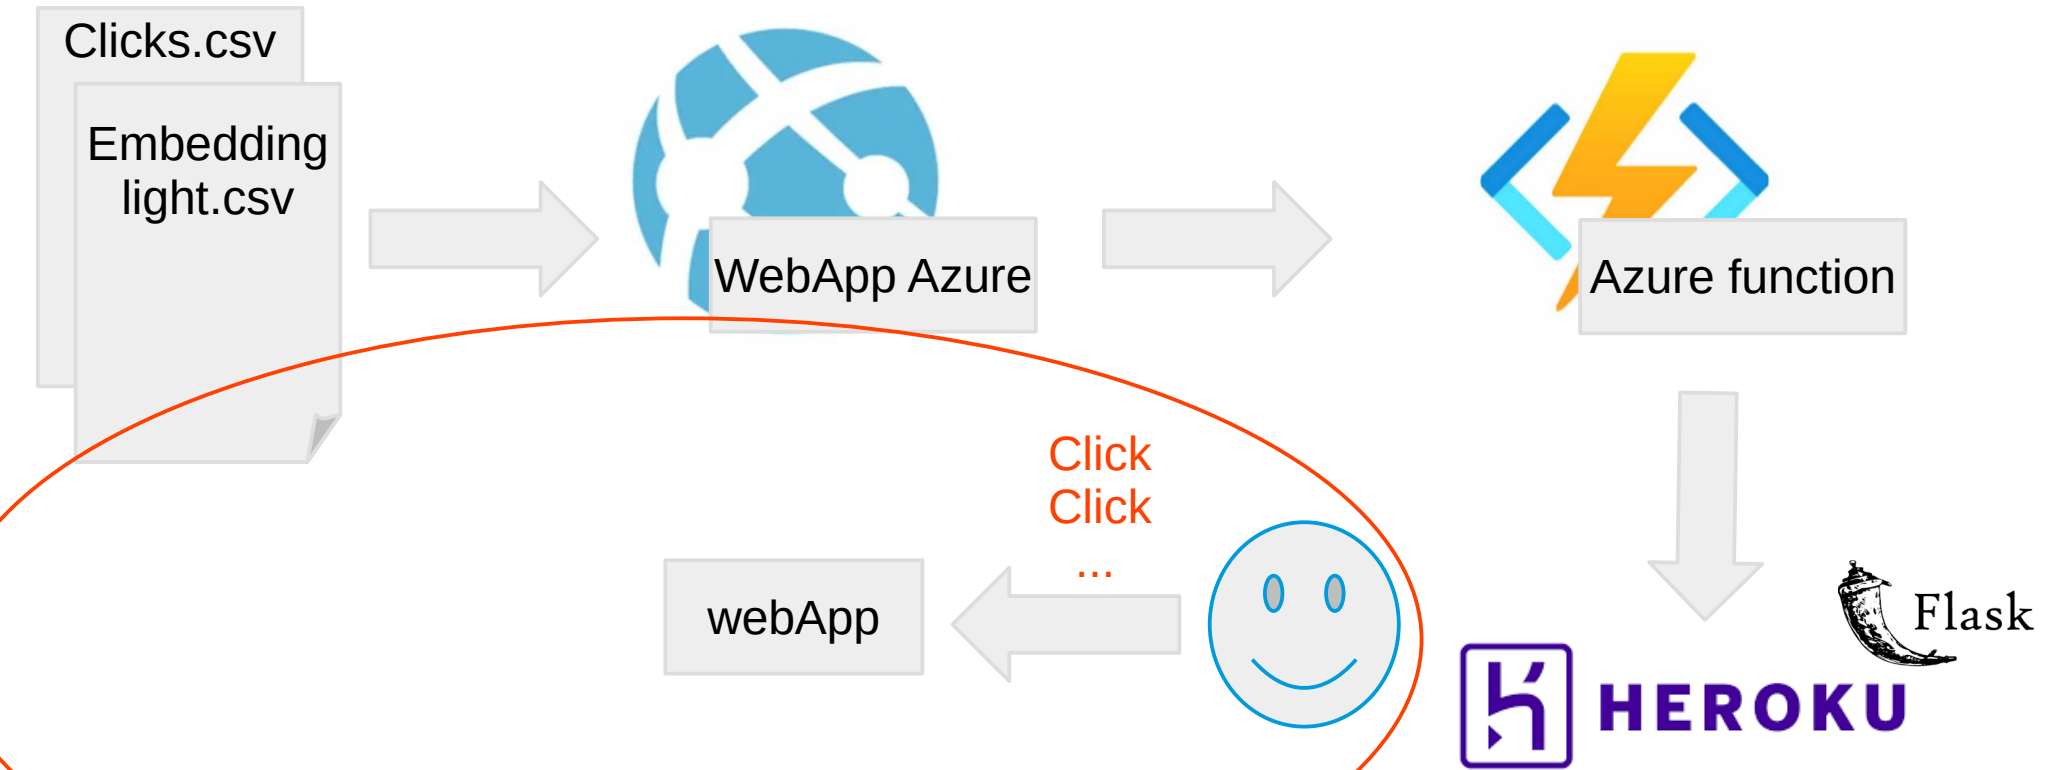 Clicks.csv
Embedding
light.csv
WebApp Azure
Azure function
Click
Click
...
webApp
Flask
HEROKU